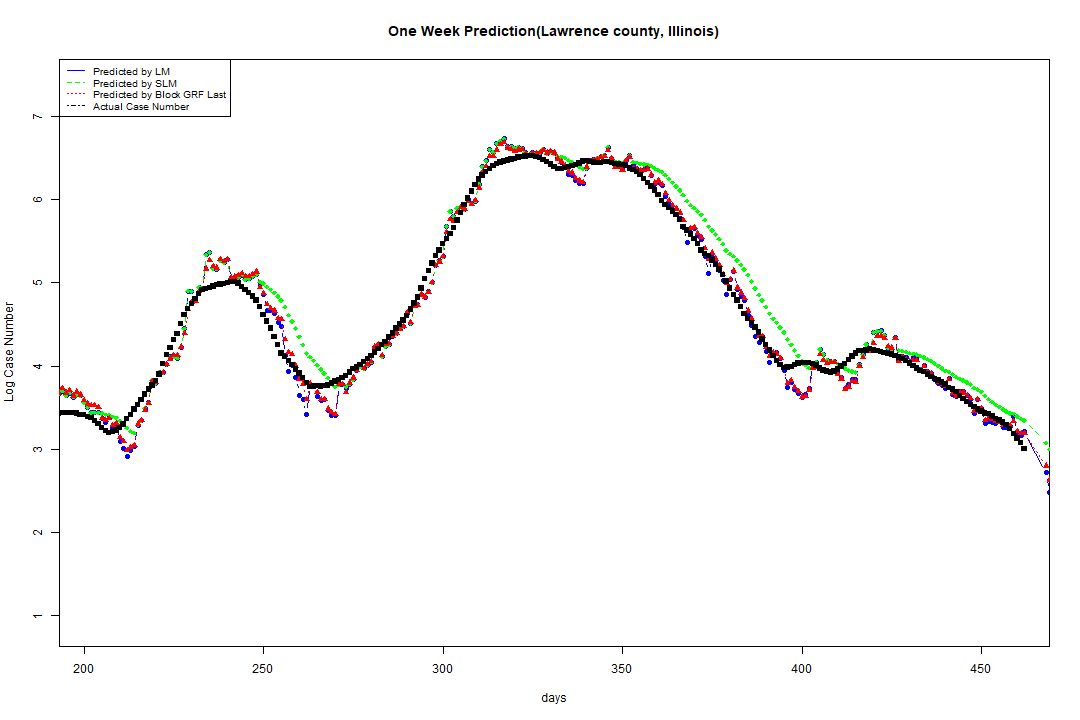 One Week Prediction(Lawrence county, Illinois)
Predicted by LM
Predicted by SLM
Predicted by Block GRF Last
Actual Case Number
Log Case Number
7
6
5
4
3
2
1
200 250 300 350 400 450
days